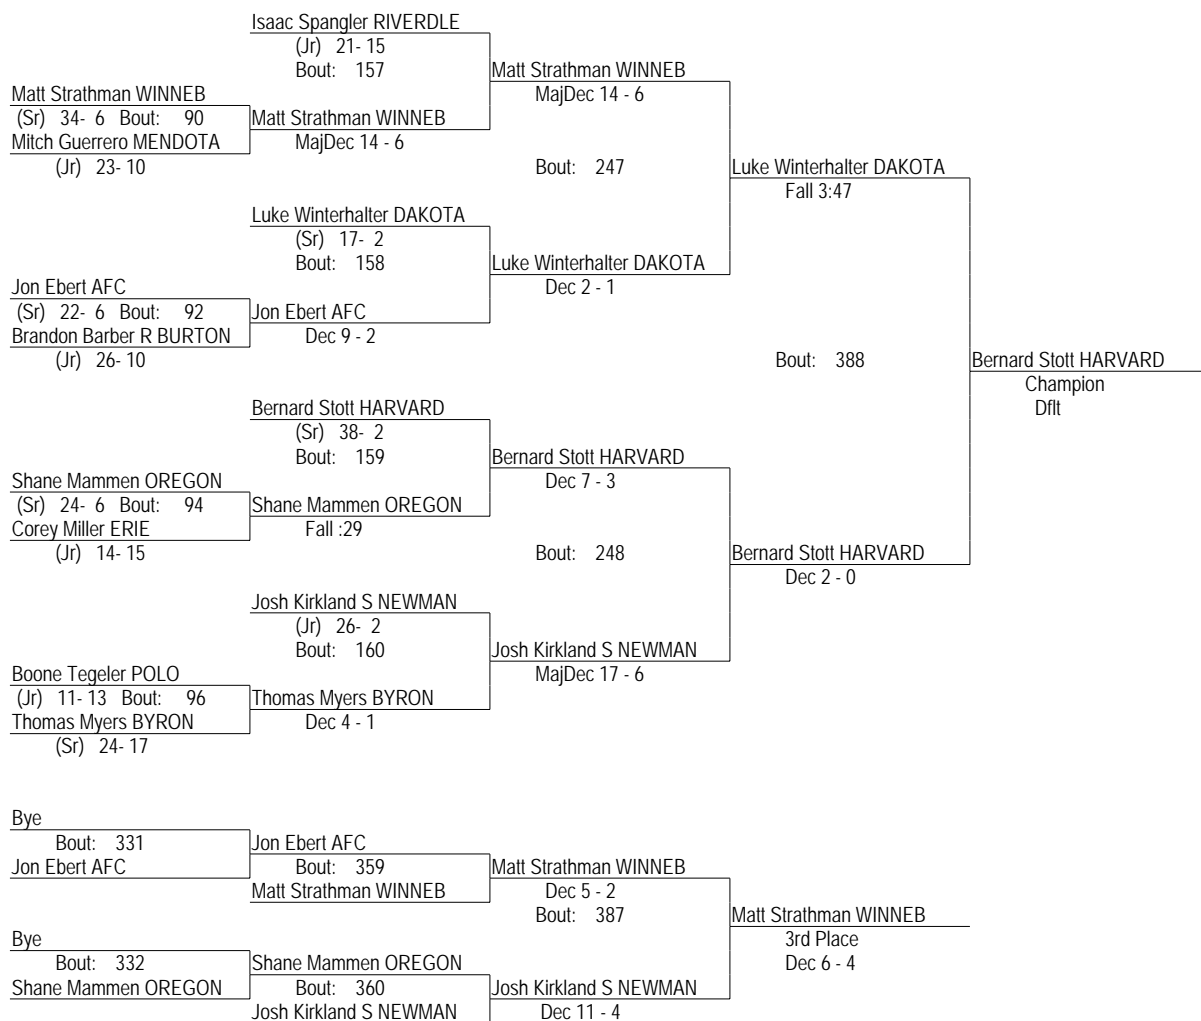 Isaac Spangler RIVERDLE
(Jr) 21- 15
Bout: 157
Matt Strathman WINNEB
MajDec 14 - 6
Matt Strathman WINNEB
(Sr) 34- 6 Bout: 90
Matt Strathman WINNEB
Mitch Guerrero MENDOTA
MajDec 14 - 6
(Jr) 23- 10
Bout: 247
Luke Winterhalter DAKOTA
Fall 3:47
Luke Winterhalter DAKOTA
(Sr) 17- 2
Bout: 158
Luke Winterhalter DAKOTA
Dec 2 - 1
Jon Ebert AFC
(Sr) 22- 6 Bout: 92
Jon Ebert AFC
Brandon Barber R BURTON
Dec 9 - 2
(Jr) 26- 10
Bout: 388
Bernard Stott HARVARD
Champion
Dflt
Bernard Stott HARVARD
(Sr) 38- 2
Bout: 159
Bernard Stott HARVARD
Dec 7 - 3
Shane Mammen OREGON
(Sr) 24- 6 Bout: 94
Shane Mammen OREGON
Corey Miller ERIE
Fall :29
(Jr) 14- 15
Bout: 248
Bernard Stott HARVARD
Dec 2 - 0
Josh Kirkland S NEWMAN
(Jr) 26- 2
Bout: 160
Josh Kirkland S NEWMAN
MajDec 17 - 6
Boone Tegeler POLO
(Jr) 11- 13 Bout: 96
Thomas Myers BYRON
Thomas Myers BYRON
Dec 4 - 1
(Sr) 24- 17
Bye
Bout: 331
Jon Ebert AFC
Jon Ebert AFC
Bout: 359
Matt Strathman WINNEB
Matt Strathman WINNEB
Dec 5 - 2
Bout: 387
Matt Strathman WINNEB
3rd Place
Dec 6 - 4
Bye
Bout: 332
Shane Mammen OREGON
Shane Mammen OREGON
Bout: 360
Josh Kirkland S NEWMAN
Josh Kirkland S NEWMAN
Dec 11 - 4